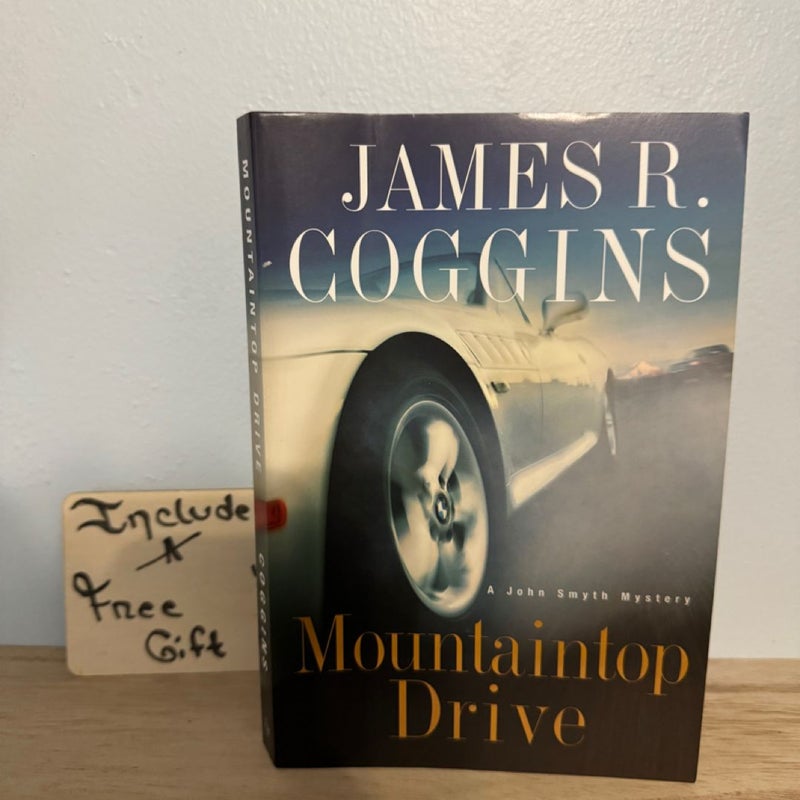 JAMES R.
COGGINS
A John Smyth Mystery
Mountaintop
Drive
MOUNTAINTOP DRIVE COGGINS
Include
A
Free
Gift